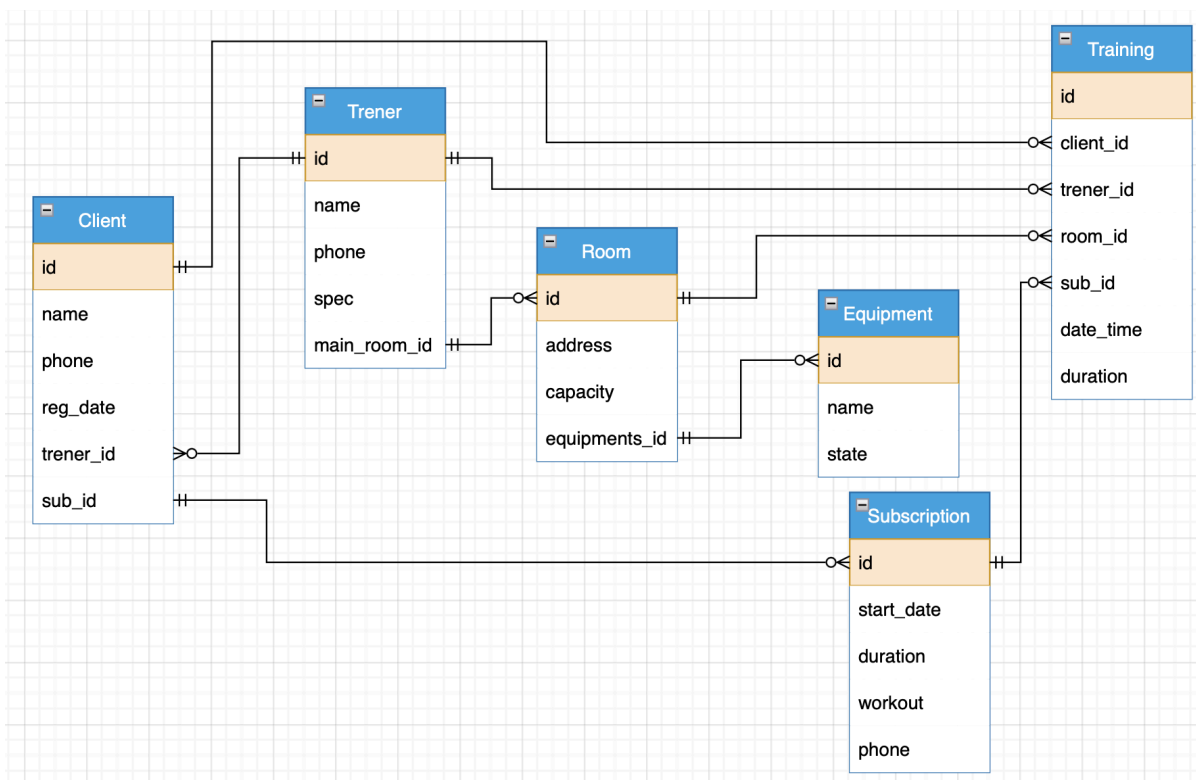 Client
id
name
phone
reg_date
trener_id
sub_id
Trener
id
name
phone
spec
main_room_id
Room
id
address
capacity
equipments_id
Equipment
id
name
state
Subscription
id
start_date
duration
workout
phone
Training
id
client_id
trener_id
room_id
sub_id
date_time
duration